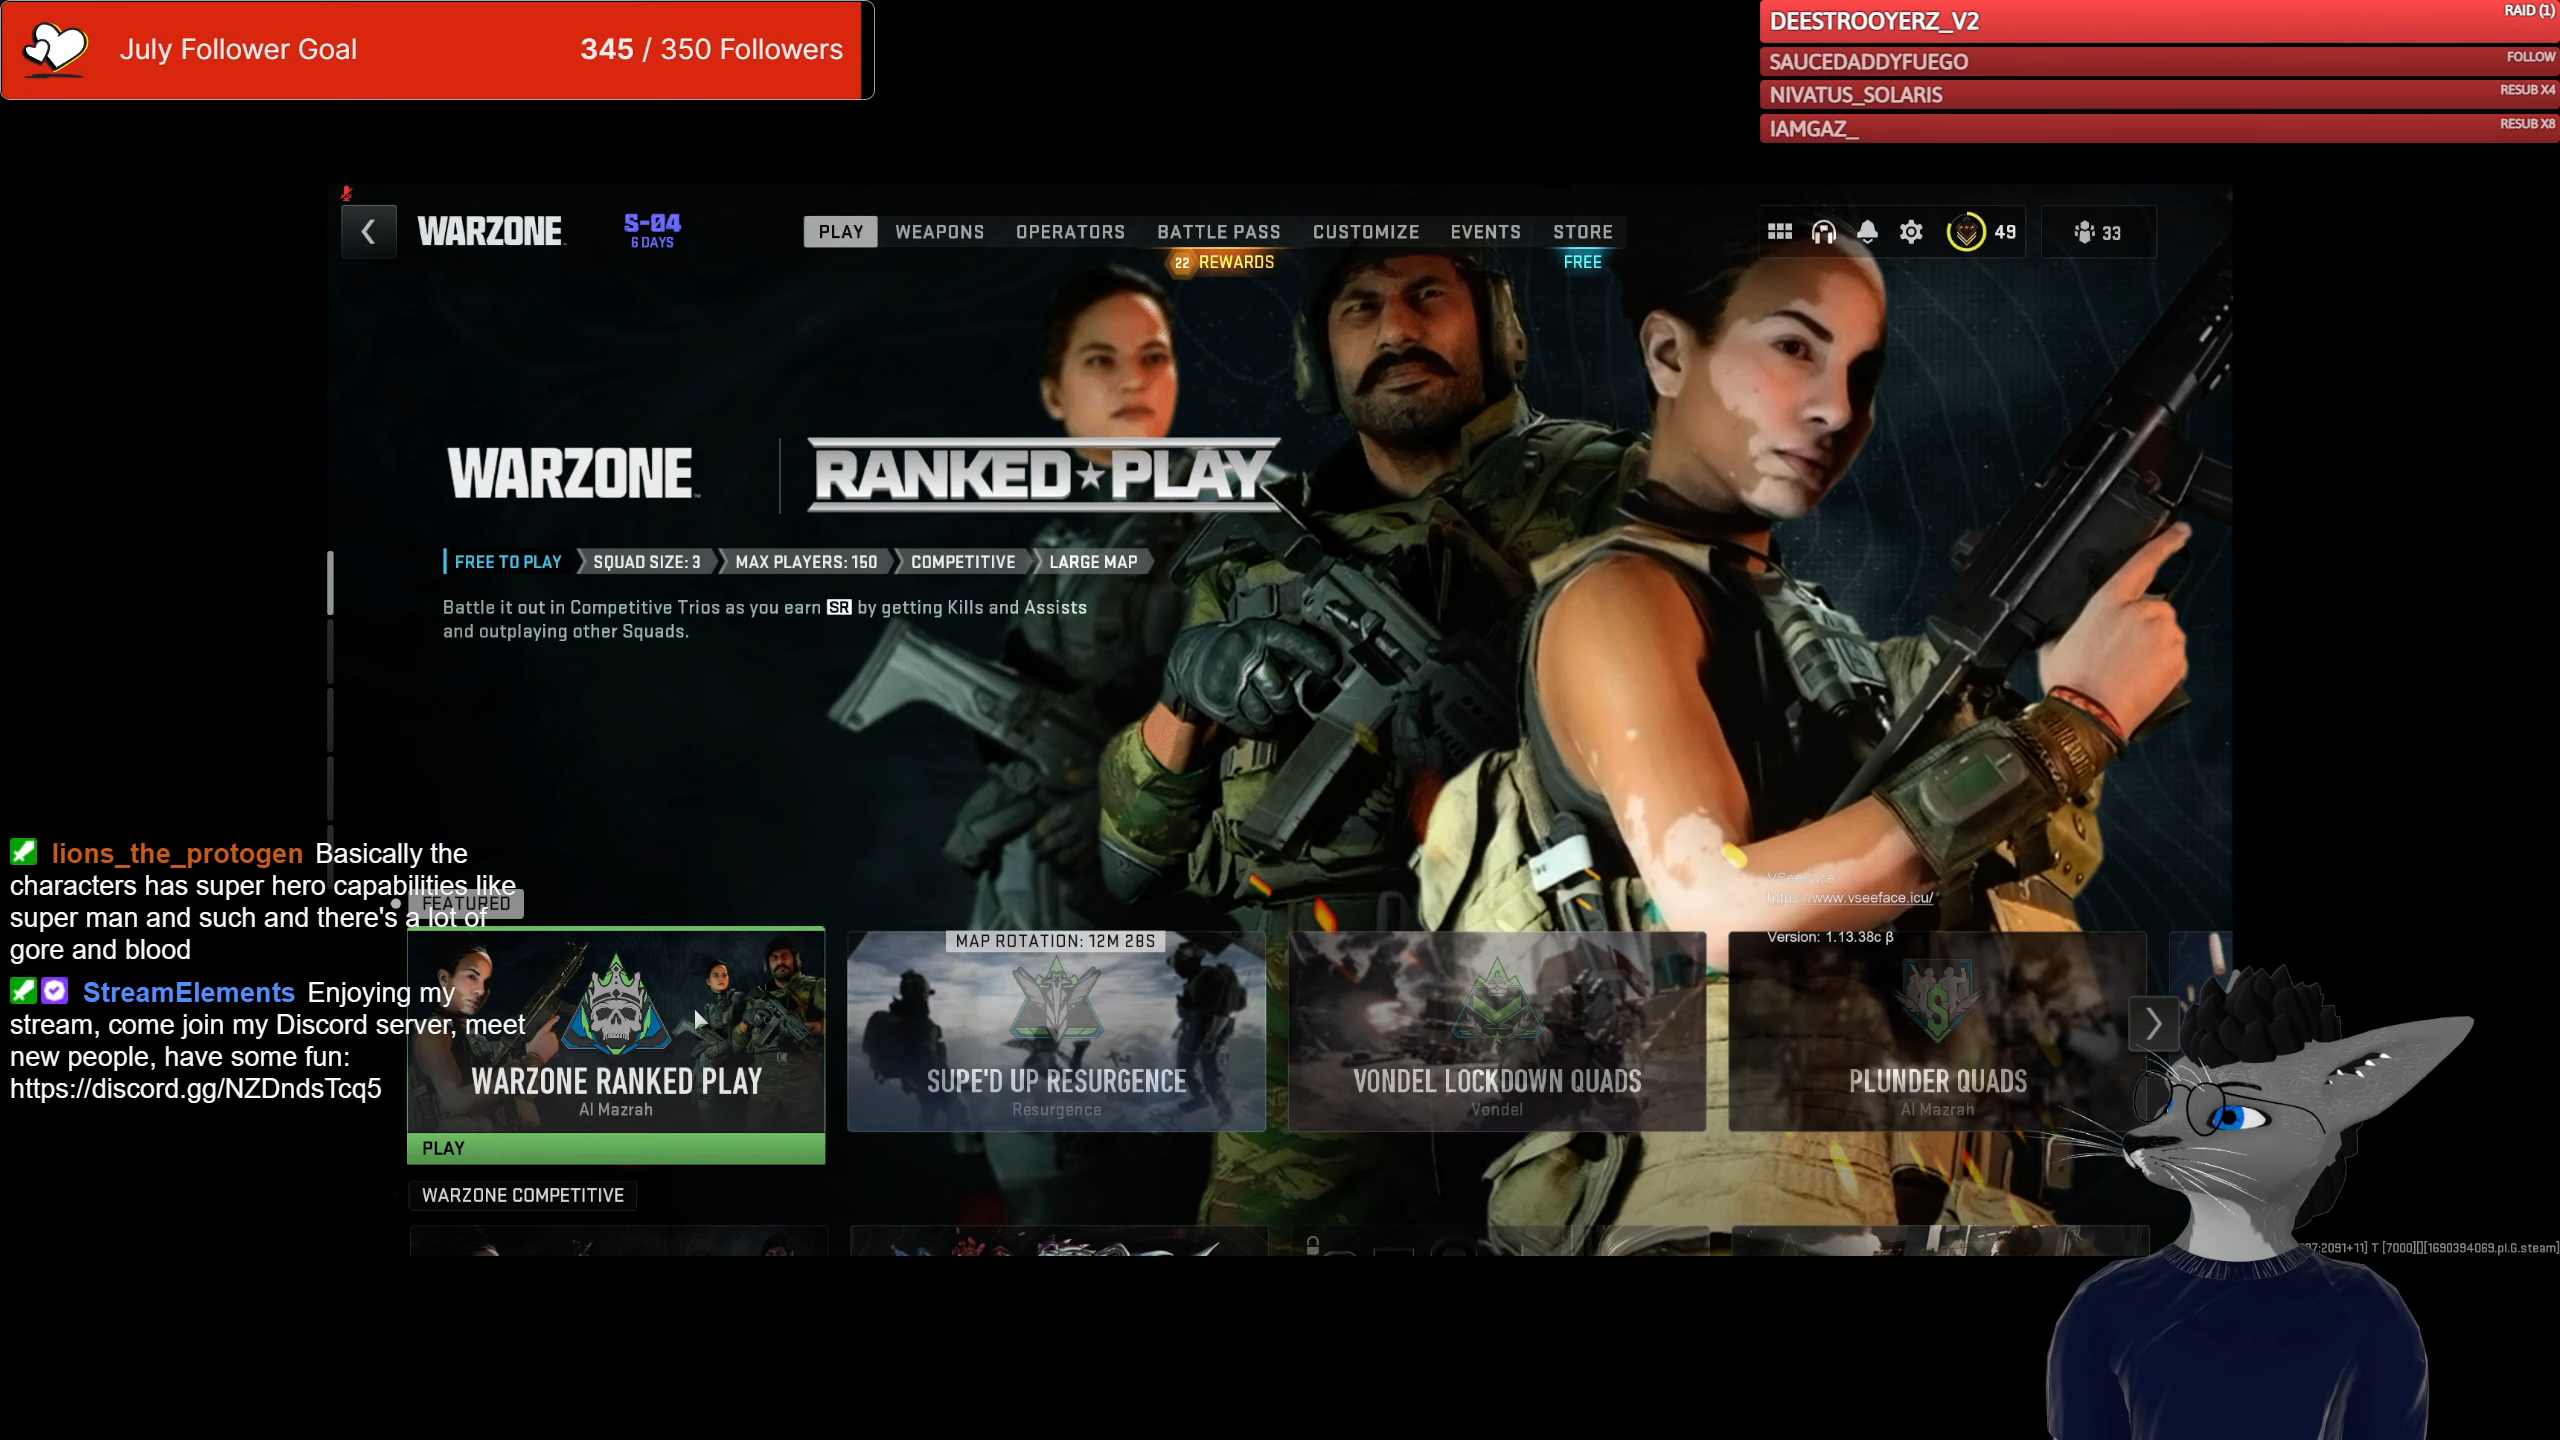 July Follower Goal 345 / 350 Followers
DEESTROOYERZ_V2 RAID (1)
SAUCEDADDYFUEGO FOLLOW
NIVATUS_SOLARIS RESUB X4
IAMGAZ_ RESUB X8
WARZONE S-04 PLAY WEAPONS OPERATORS BATTLE PASS CUSTOMIZE EVENTS STORE 49 33
6 DAYS
22 REWARDS FREE
WARZONE RANKED PLAY
FREE TO PLAY SQUAD SIZE: 3 MAX PLAYERS: 150 COMPETITIVE LARGE MAP
Battle it out in Competitive Trios as you earn SR by getting Kills and Assists
and outplaying other Squads.
lions_the_protogen Basically the
characters has super hero capabilities like
super man and such and there's a lot of
gore and blood
StreamElements Enjoying my
stream, come join my Discord server, meet
new people, have some fun:
https://discord.gg/NZDndsTcq5
FEATURED
VSeeFace
https://www.vseeface.icu/
Version: 1.13.38c β
MAP ROTATION: 12M 28S
WARZONE RANKED PLAY
Al Mazrah
PLAY
SUPE'D UP RESURGENCE
Resurgence
VONDEL LOCKDOWN QUADS
Vondel
PLUNDER QUADS
Al Mazrah
WARZONE COMPETITIVE
:2091+11] T [7000][][1690394069.pl.G.steam]